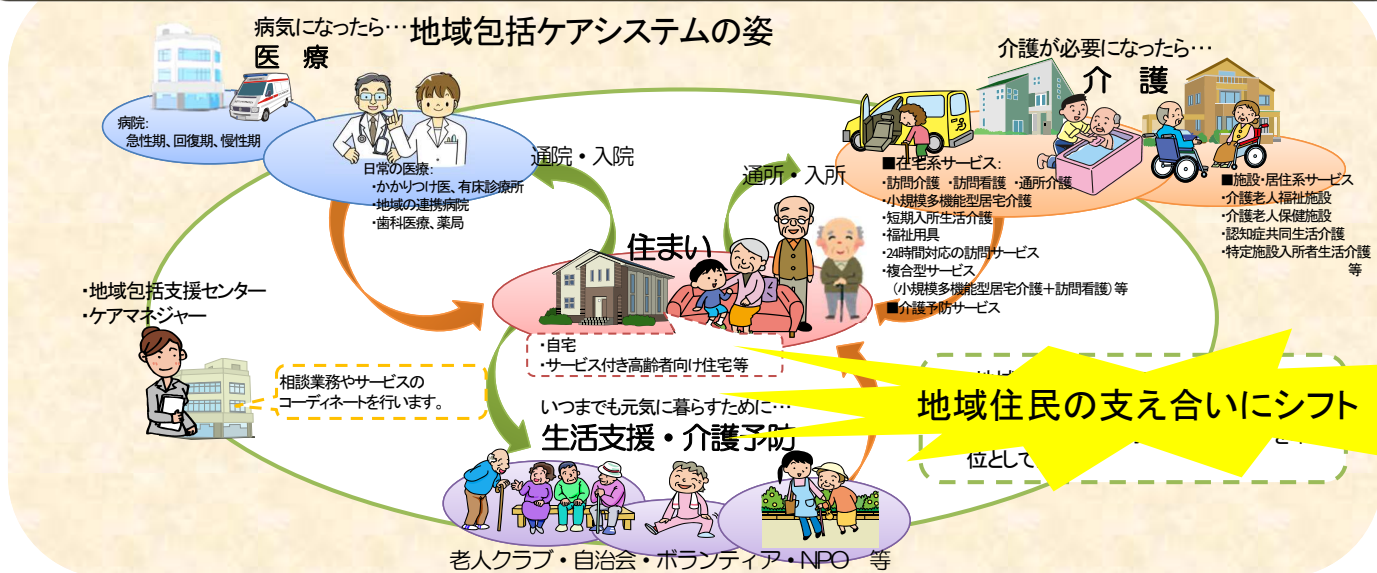 地域包括ケアシステムの姿
病気になったら…
医 療
病院:
急性期、回復期、慢性期
日常の医療:
・かかりつけ医、有床診療所
・地域の連携病院
・歯科医療、薬局
通院・入院
通所・入所
介護が必要になったら…
介 護
■在宅系サービス:
・訪問介護 ・訪問看護 ・通所介護
・小規模多機能型居宅介護
・短期入所生活介護
・福祉用具
・24時間対応の訪問サービス
・複合型サービス
(小規模多機能型居宅介護+訪問看護)等
■介護予防サービス
■施設・居住系サービス
・介護老人福祉施設
・介護老人保健施設
・認知症共同生活介護
・特定施設入所者生活介護
等
住まい
・自宅
・サービス付き高齢者向け住宅等
・地域包括支援センター
・ケアマネジャー
相談業務やサービスの
コーディネートを行います。
いつまでも元気に暮らすために…
生活支援・介護予防
地域住民の支え合いにシフト
位として
老人クラブ・自治会・ボランティア・NPO 等